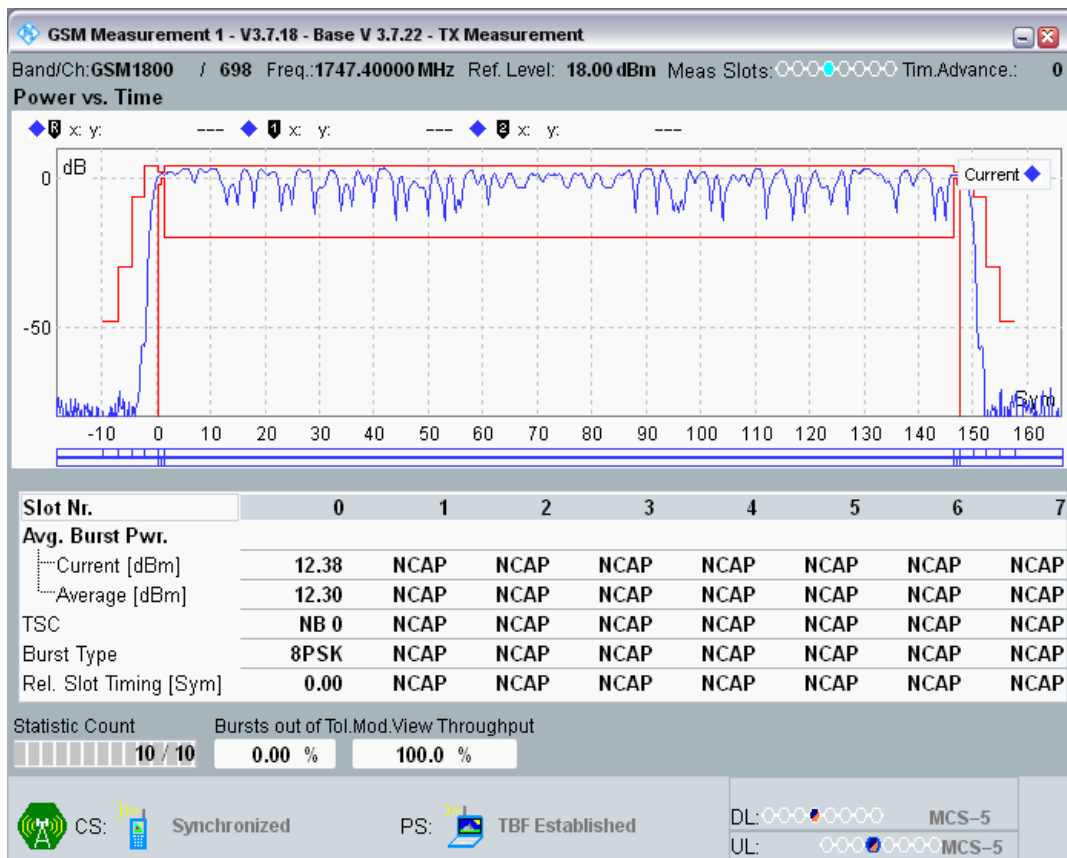 GSM Measurement 1 - V3.7.18 - Base V 3.7.22 - TX Measurement
Band/Ch:GSM1800 / 698 Freq.:1747.40000 MHz Ref. Level: 18.00 dBm Meas Slots: Tim.Advance.: 0
Power vs. Time
R x: y: --- 1 x: y: --- 2 x: y: ---
dB
Current
0
-50
Sym
-10 0 10 20 30 40 50 60 70 80 90 100 110 120 130 140 150 160
Slot Nr. 0 1 2 3 4 5 6 7
Avg. Burst Pwr.
Current [dBm] 12.38 NCAP NCAP NCAP NCAP NCAP NCAP NCAP
Average [dBm] 12.30 NCAP NCAP NCAP NCAP NCAP NCAP NCAP
TSC NB 0 NCAP NCAP NCAP NCAP NCAP NCAP NCAP
Burst Type 8PSK NCAP NCAP NCAP NCAP NCAP NCAP NCAP
Rel. Slot Timing [Sym] 0.00 NCAP NCAP NCAP NCAP NCAP NCAP NCAP
Statistic Count Bursts out of Tol.Mod.View Throughput
10 / 10 0.00 % 100.0 %
CS: Synchronized PS: TBF Established
DL: MCS-5
UL: MCS-5